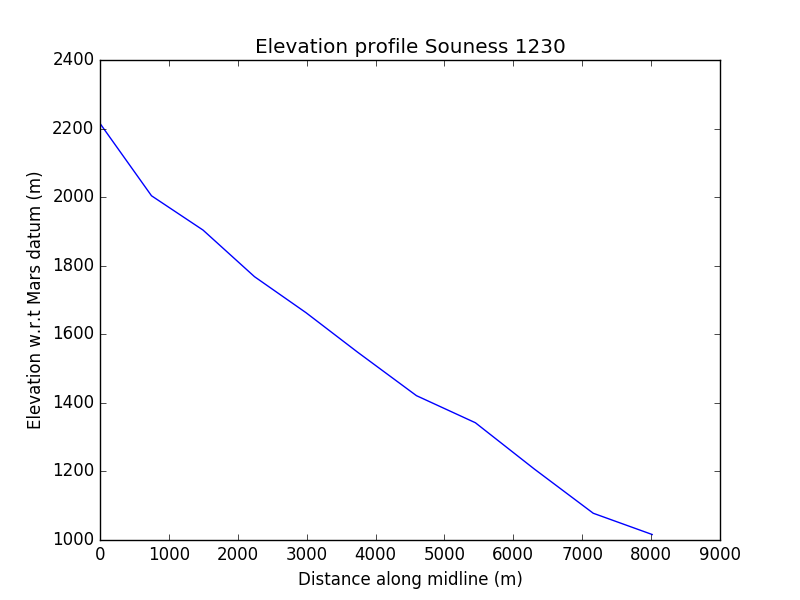 Elevation profile Souness 1230
2400
2200
2000
1800
1600
1400
1200
1000
Elevation w.r.t Mars datum (m)
0 1000 2000 3000 4000 5000 6000 7000 8000 9000
Distance along midline (m)